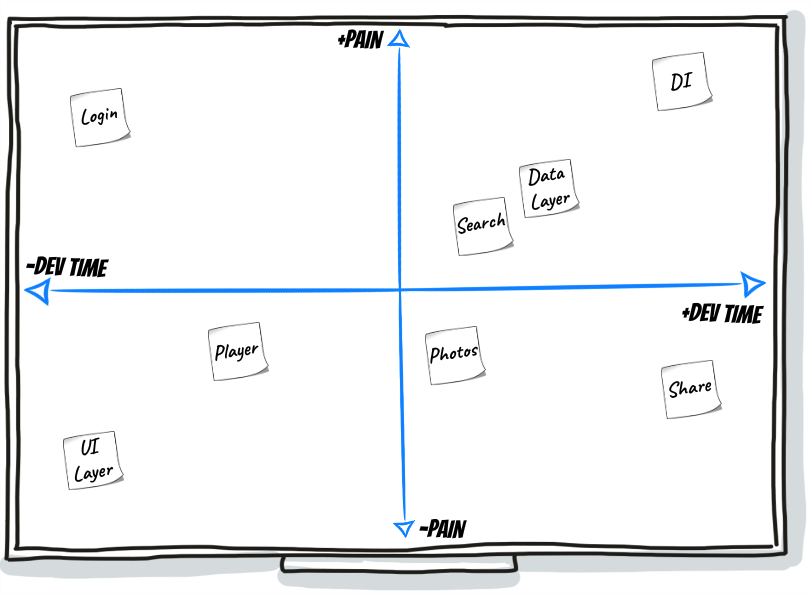 +PAIN
DI
Login
Data
Layer
Search
-DEV TIME
+DEV TIME
Player
Photos
Share
UI
Layer
-PAIN